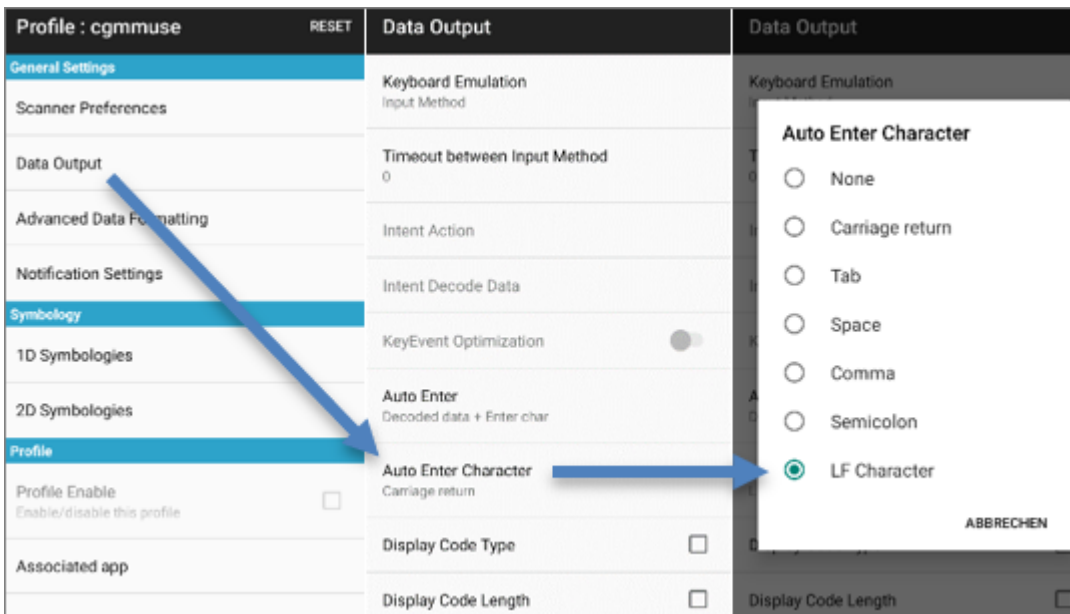 Profile : cgmmuse
RESET
General Settings
Scanner Preferences
Data Output
Advanced Data
Notification Settings
Symbology
1D Symbologies
2D Symbologies
Profile
Profile Enable
Enable/disable this profile
Associated app
Data Output
Keyboard Emulation
Input Method
Timeout between Input Method
0
Intent Action
Intent Decode Data
KeyEvent Optimization
Auto Enter
Decoded data + Enter char
Auto Enter Character
Carriage return
Display Code Type
Display Code Length
Data Output
Keyboard Emulation
Auto Enter Character
None
Carriage return
Tab
Space
Comma
Semicolon
LF Character
ABBRECHEN
Display Code Length